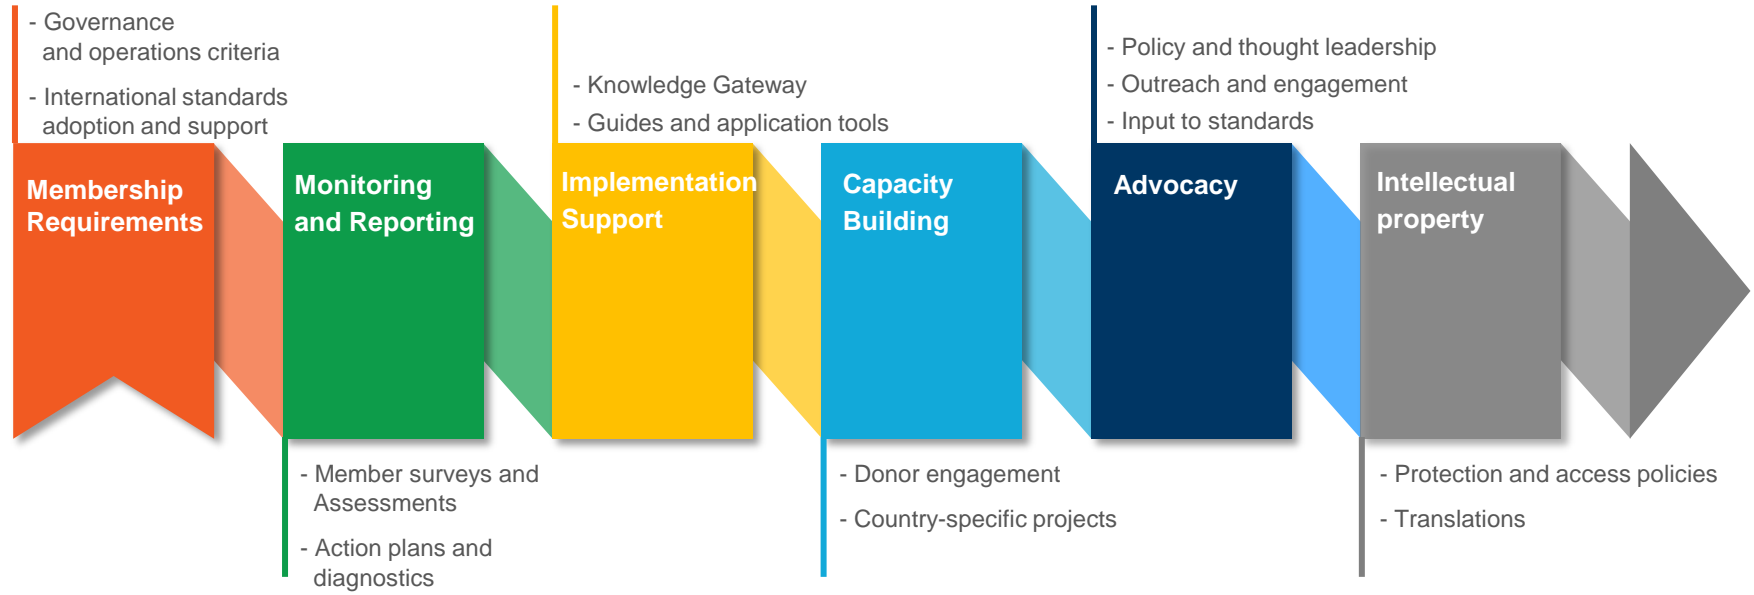 - Governance
and operations criteria
- International standards
adoption and support
Membership
Requirements
Monitoring
and Reporting
- Member surveys and
Assessments
- Action plans and
diagnostics
- Knowledge Gateway
- Guides and application tools
Implementation
Support
Capacity
Building
- Donor engagement
- Country-specific projects
- Policy and thought leadership
- Outreach and engagement
- Input to standards
Advocacy
Intellectual
property
- Protection and access policies
- Translations